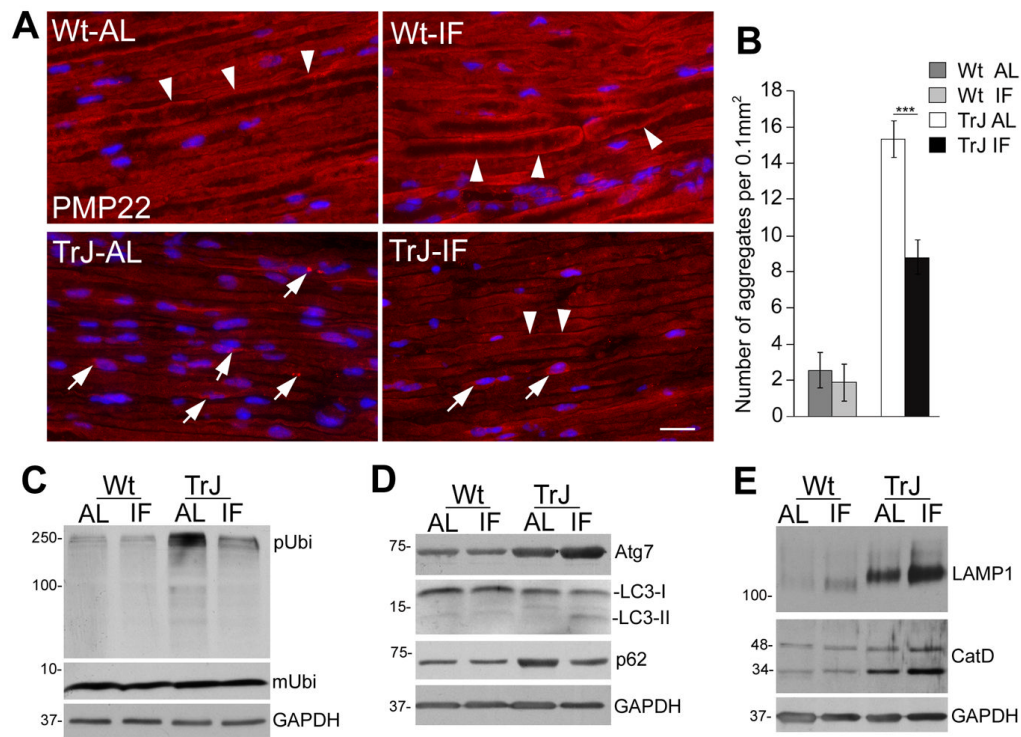 A
Wt-AL
Wt-IF
PMP22
TrJ-AL
TrJ-IF
B
Wt AL
Wt IF
TrJ AL
TrJ IF
***
Number of aggregates per 0.1mm²
18
16
14
12
10
8
6
4
2
0
C
Wt TrJ
AL IF AL IF
250-
pUbi
100-
10-
mUbi
37-
GAPDH
D
Wt TrJ
AL IF AL IF
75-
Atg7
-LC3-I
15-
-LC3-II
75-
p62
37-
GAPDH
E
Wt TrJ
AL IF AL IF
LAMP1
100-
48-
CatD
34-
37-
GAPDH